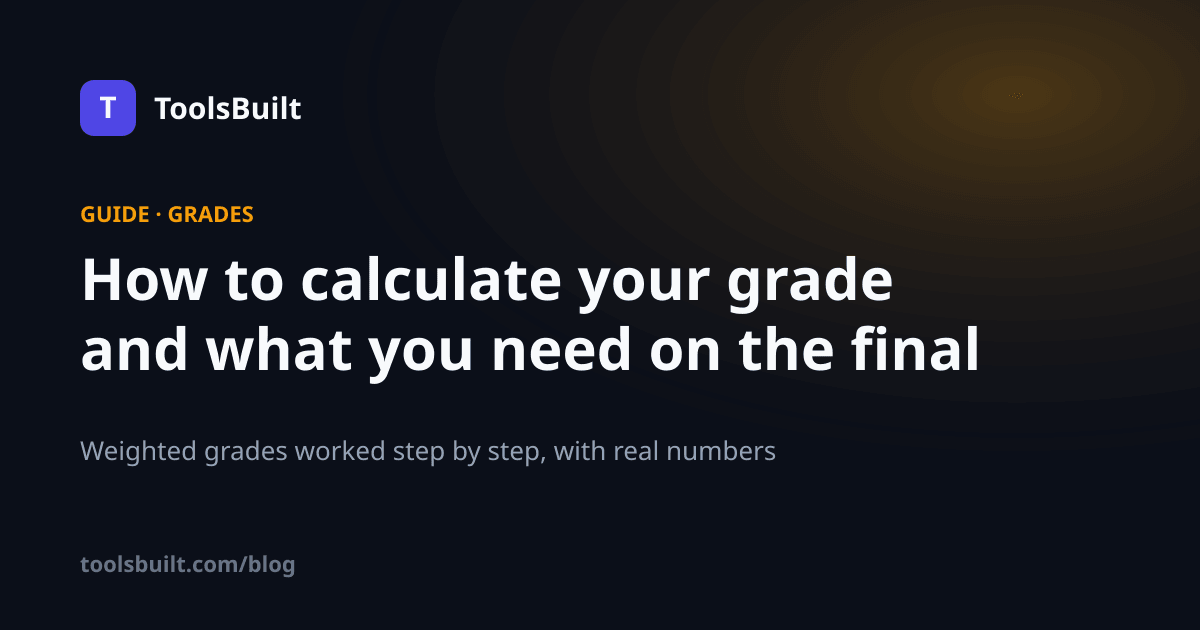 T
ToolsBuilt
GUIDE · GRADES
How to calculate your grade
and what you need on the final
Weighted grades worked step by step, with real numbers
toolsbuilt.com/blog